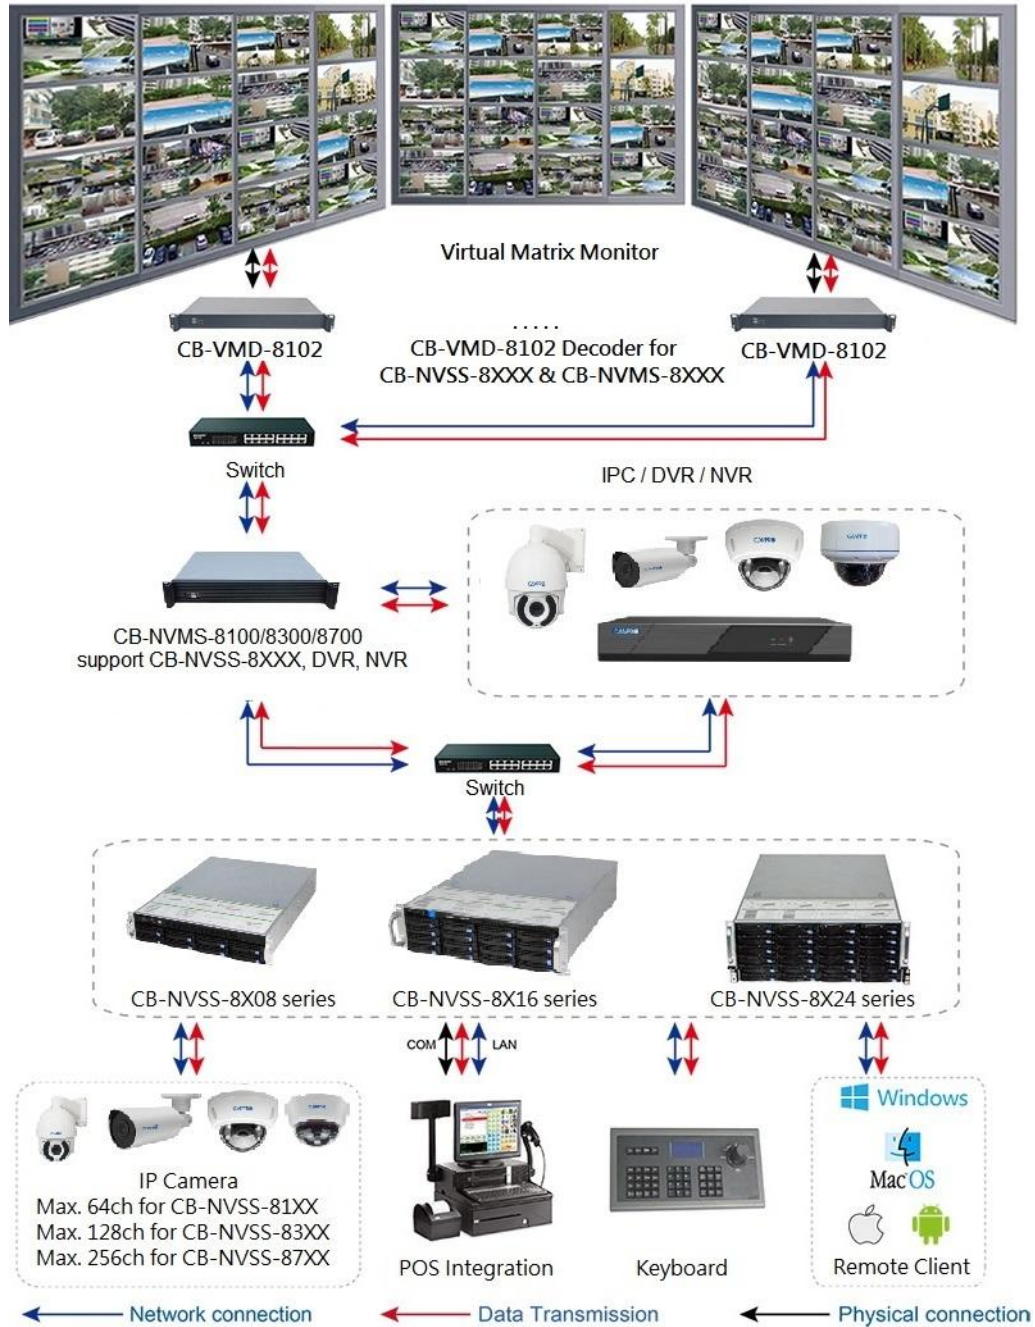 Virtual Matrix Monitor
CB-VMD-8102
.....
CB-VMD-8102 Decoder for
CB-NVSS-8XXX & CB-NVMS-8XXX
CB-VMD-8102
Switch
IPC / DVR / NVR
CB-NVMS-8100/8300/8700
support CB-NVSS-8XXX, DVR, NVR
Switch
CB-NVSS-8X08 series
CB-NVSS-8X16 series
CB-NVSS-8X24 series
COM
LAN
IP Camera
Max. 64ch for CB-NVSS-81XX
Max. 128ch for CB-NVSS-83XX
Max. 256ch for CB-NVSS-87XX
POS Integration
Keyboard
Windows
Mac OS
Remote Client
Network connection
Data Transmission
Physical connection